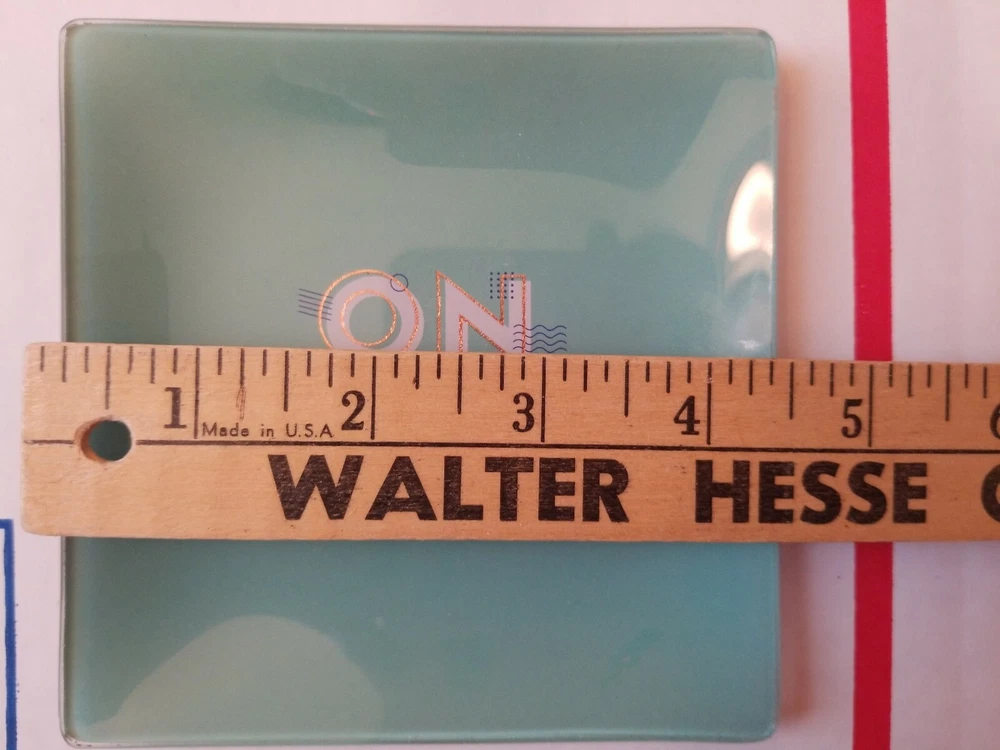 ON
1 2 3 4 5
Made in U.S.A
WALTER HESSE